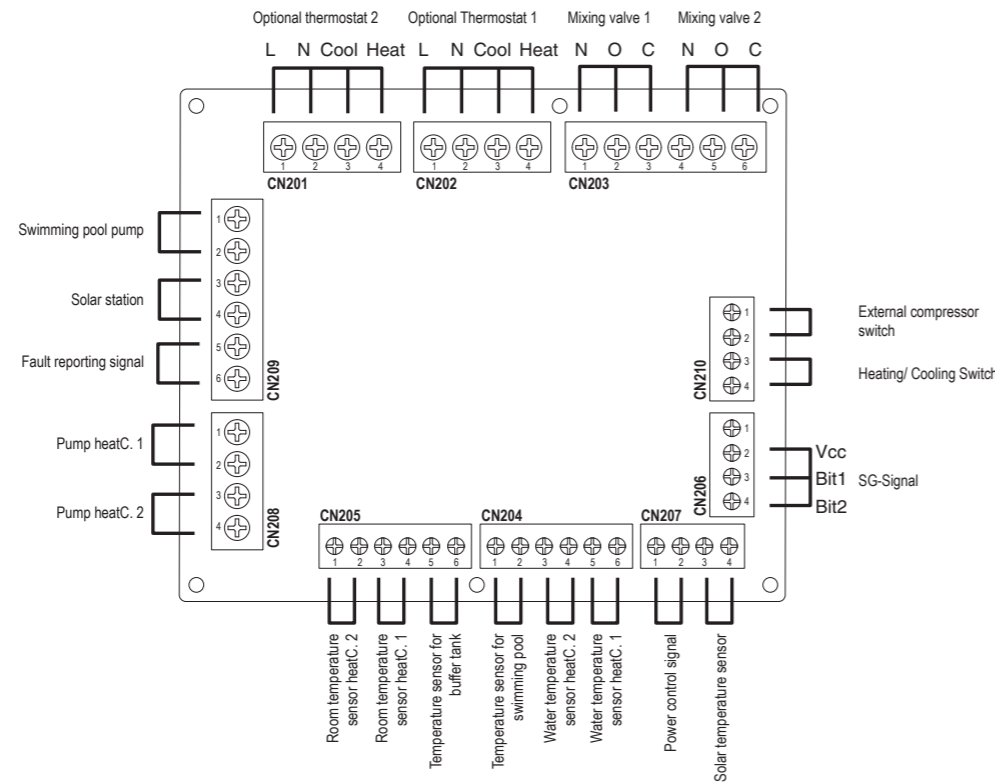 Optional thermostat 2
Optional Thermostat 1
Mixing valve 1
Mixing valve 2
L N Cool Heat
L N Cool Heat
N O C
N O C
1 2 3 4
CN201
1 2 3 4
CN202
1 2 3 4 5 6
CN203
Swimming pool pump
Solar station
Fault reporting signal
1
2
3
4
5
6
CN209
Pump heatC. 1
Pump heatC. 2
1
2
3
4
CN208
1
2
3
4
CN210
External compressor
switch
Heating/ Cooling Switch
1
2
3
4
CN206
Vcc
Bit1
Bit2
SG-Signal
CN205
1 2 3 4 5 6
CN204
1 2 3 4 5 6
CN207
1 2 3 4
Room temperature
sensor heatC. 2
Room temperature
sensor heatC. 1
Temperature sensor for
buffer tank
Temperature sensor for
swimming pool
Water temperature
sensor heatC. 2
Water temperature
sensor heatC. 1
Power control signal
Solar temperature sensor